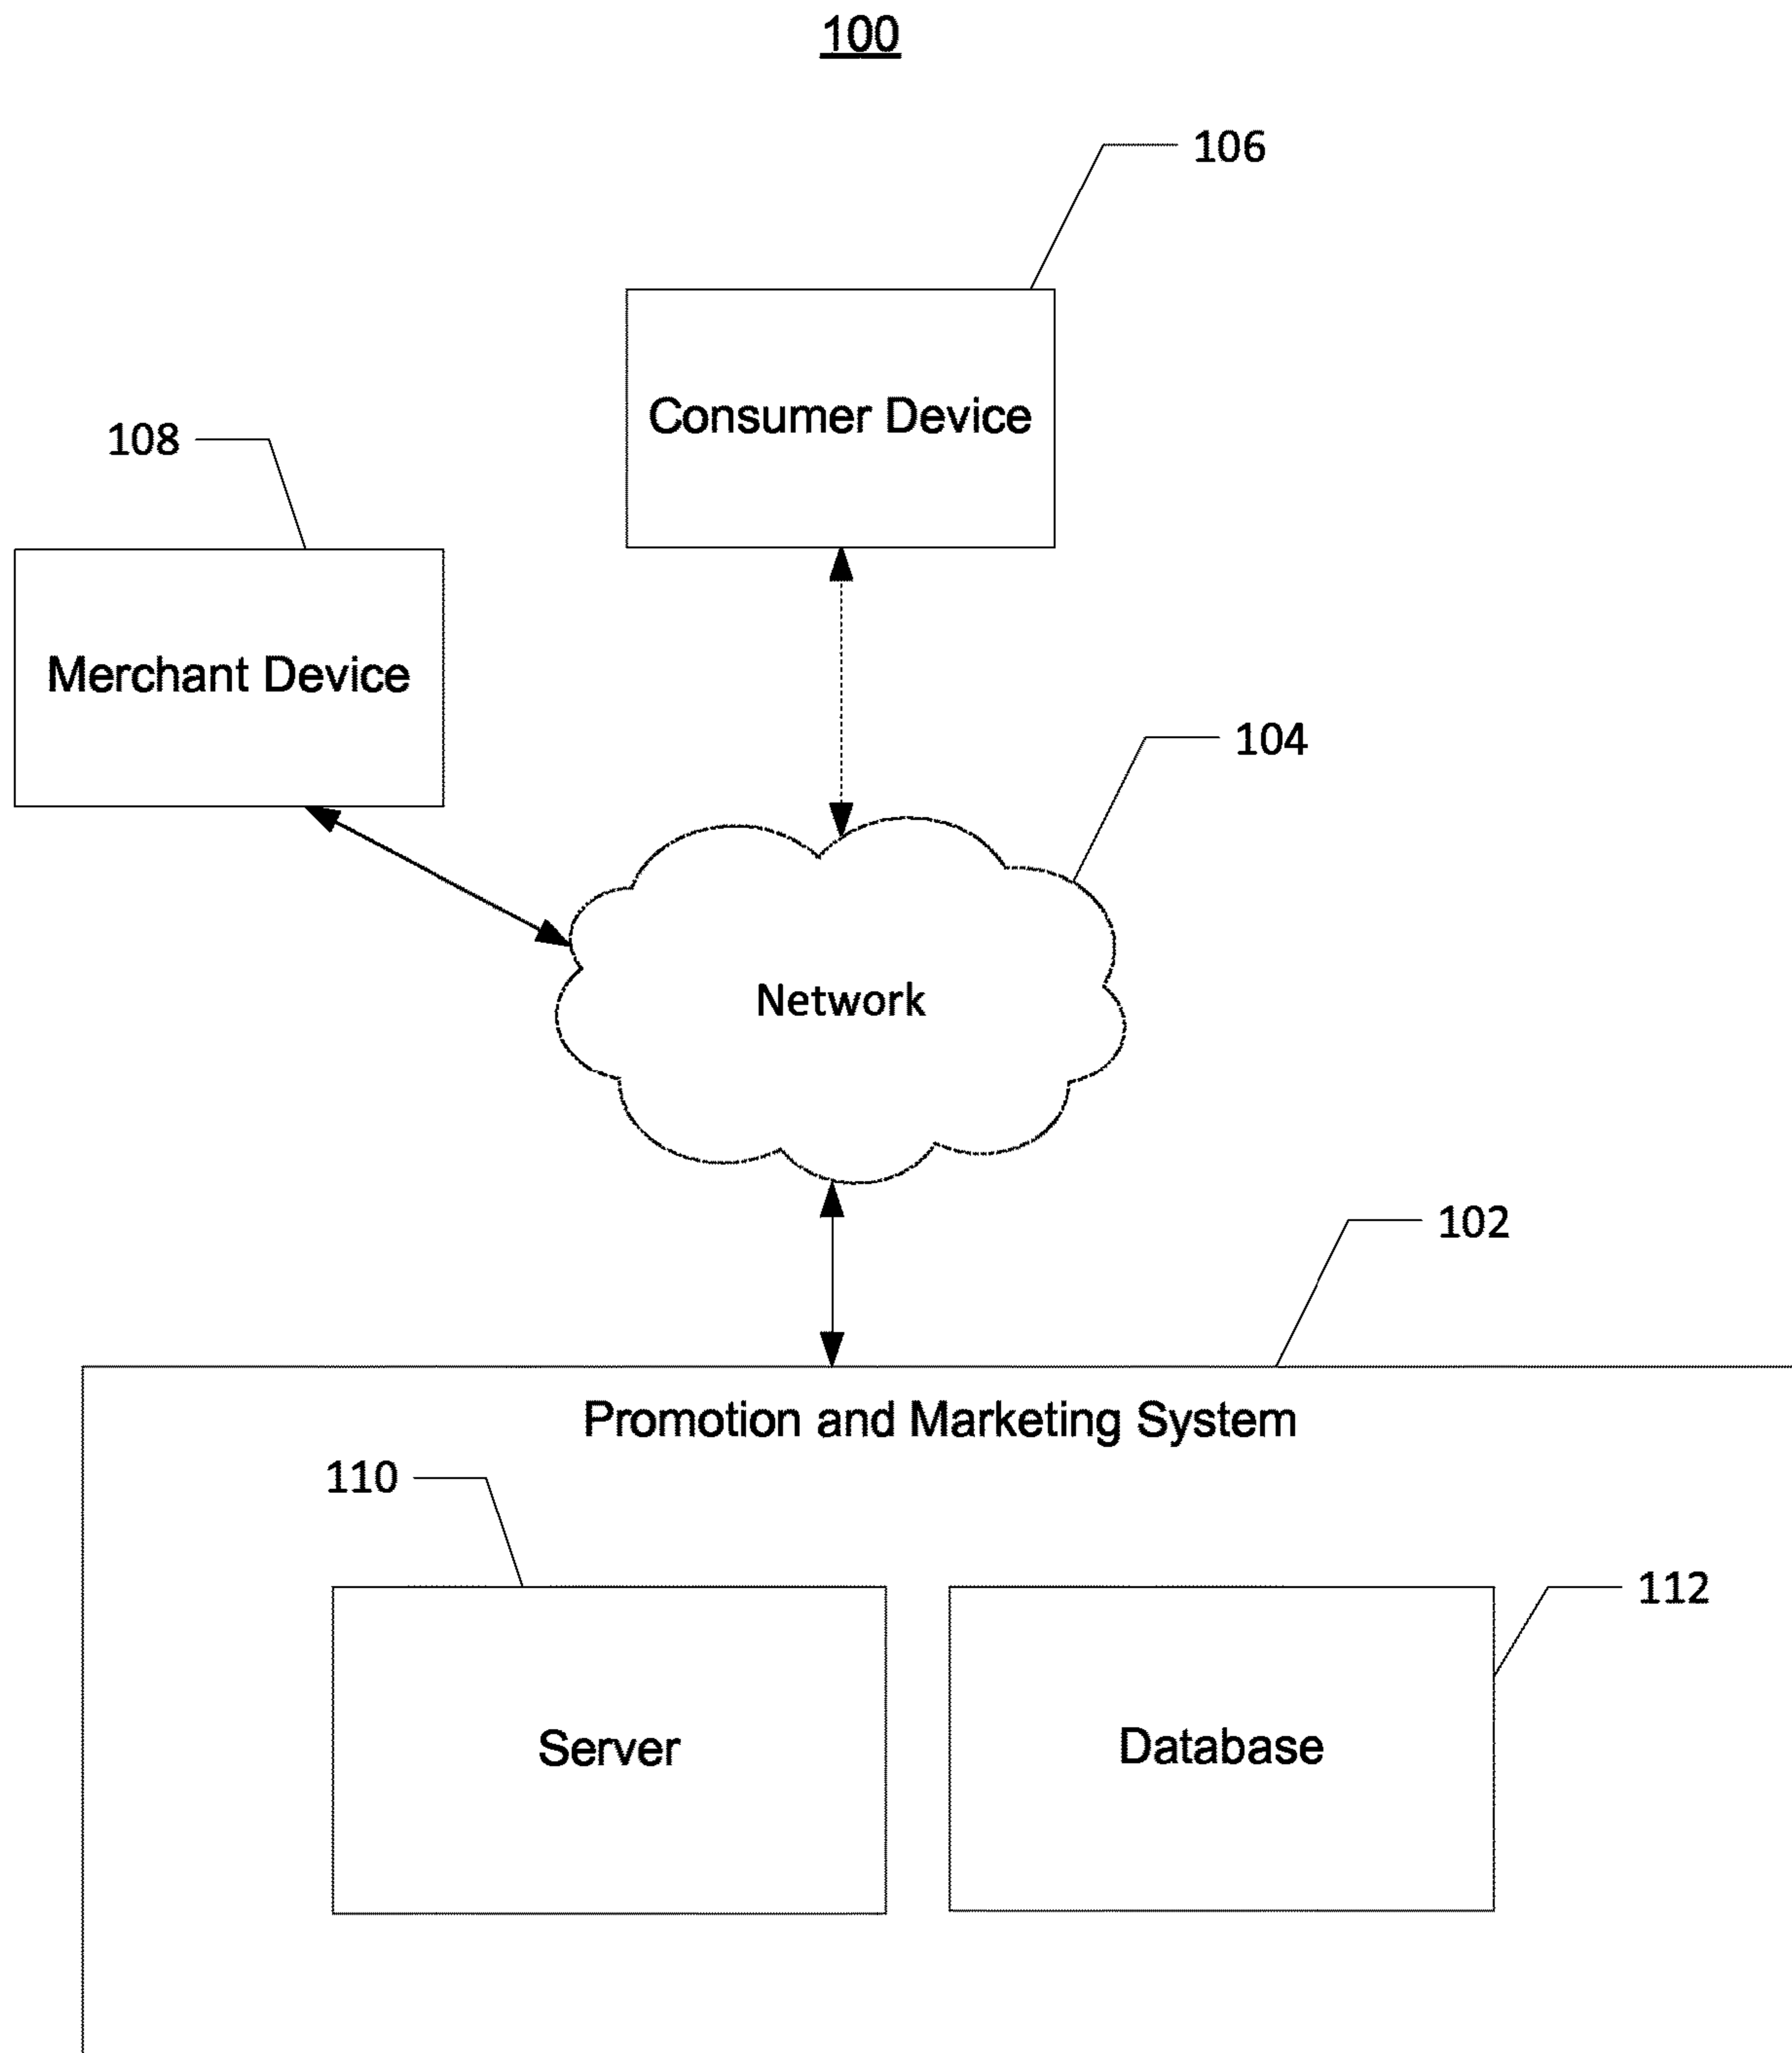 100
106
Consumer Device
108
Merchant Device
104
Network
102
Promotion and Marketing System
110
112
Server
Database